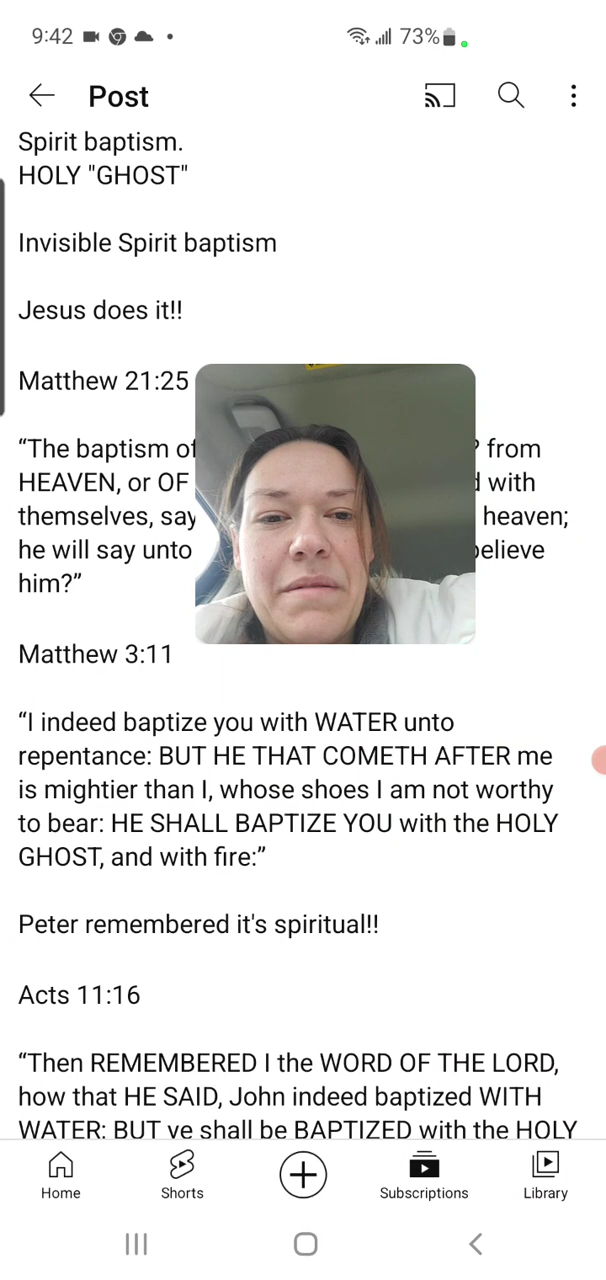 9:42
73%
Post
Spirit baptism.
HOLY "GHOST"
Invisible Spirit baptism
Jesus does it!!
Matthew 21:25
“The baptism of ? from
HEAVEN, or OF with
themselves, say heaven;
he will say unto believe
him?”
Matthew 3:11
“I indeed baptize you with WATER unto
repentance: BUT HE THAT COMETH AFTER me
is mightier than I, whose shoes I am not worthy
to bear: HE SHALL BAPTIZE YOU with the HOLY
GHOST, and with fire:”
Peter remembered it's spiritual!!
Acts 11:16
“Then REMEMBERED I the WORD OF THE LORD,
how that HE SAID, John indeed baptized WITH
WATER; BUT ye shall be BAPTIZED with the HOLY
Home
Shorts
Subscriptions
Library